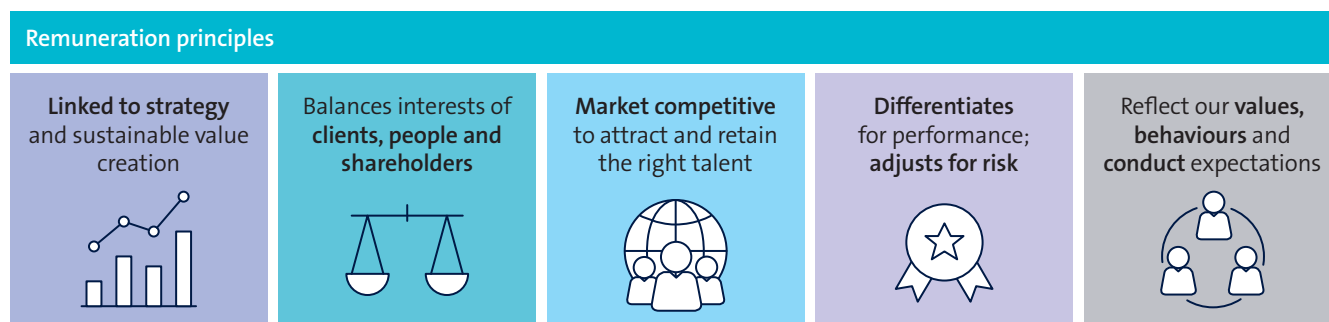 Remuneration principles
Linked to strategy
and sustainable value
creation
Balances interests of
clients, people and
shareholders
Market competitive
to attract and retain
the right talent
Differentiates
for performance;
adjusts for risk
Reflect our values,
behaviours and
conduct expectations